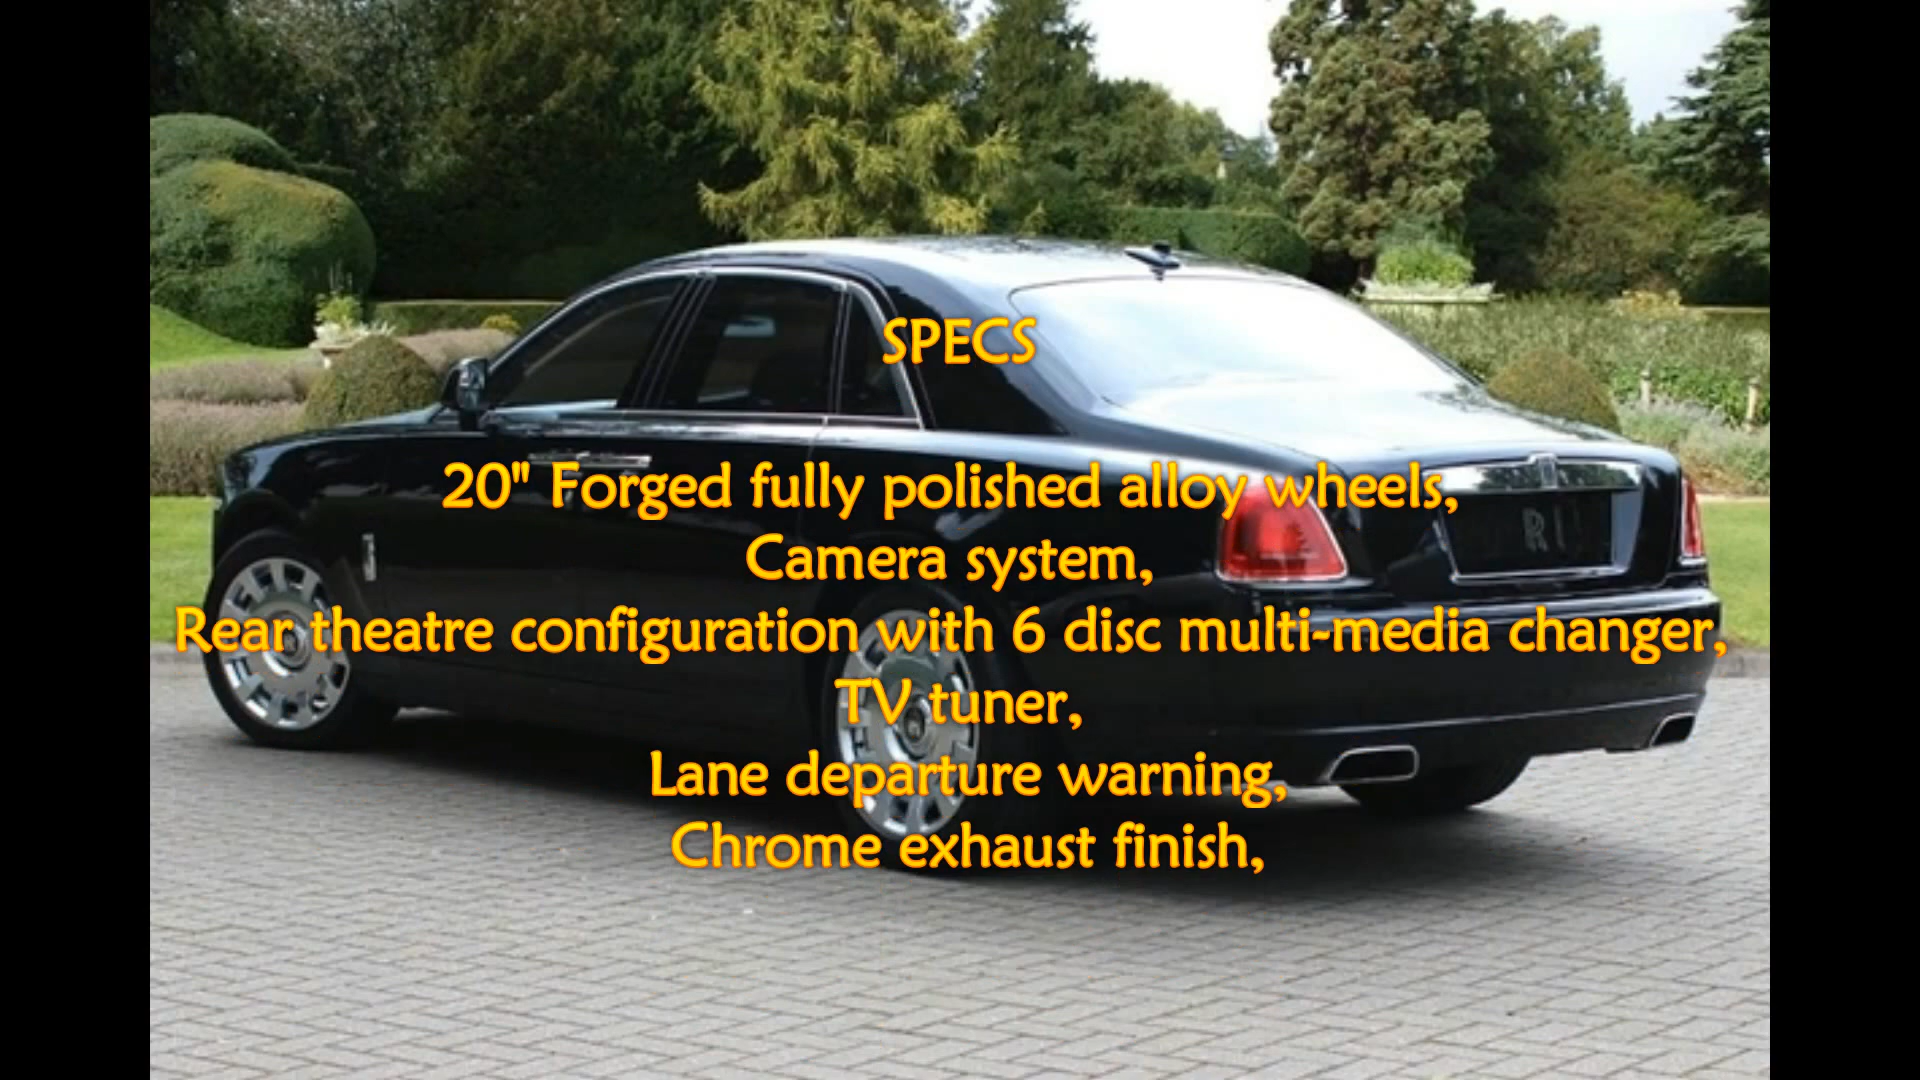 SPECS
20" Forged fully polished alloy wheels,
Camera system,
Rear theatre configuration with 6 disc multi-media changer,
TV tuner,
Lane departure warning,
Chrome exhaust finish,